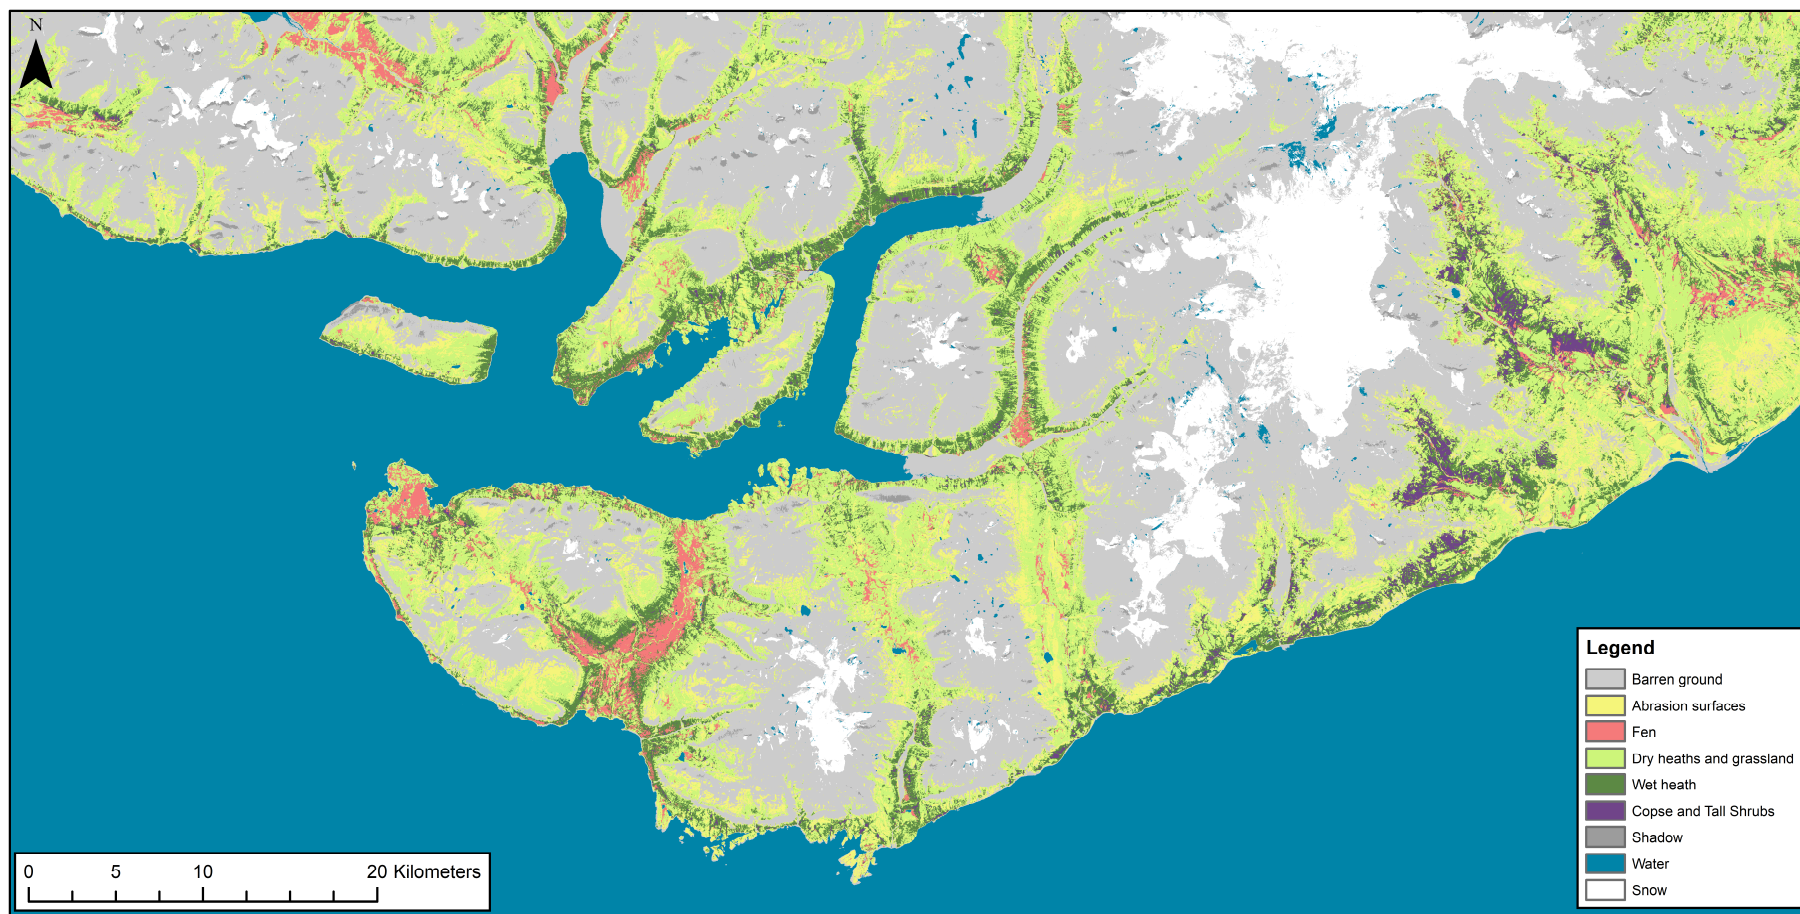 N
Legend
Barren ground
Abrasion surfaces
Fen
Dry heaths and grassland
Wet heath
Copse and Tall Shrubs
Shadow
Water
Snow
0 5 10 20 Kilometers